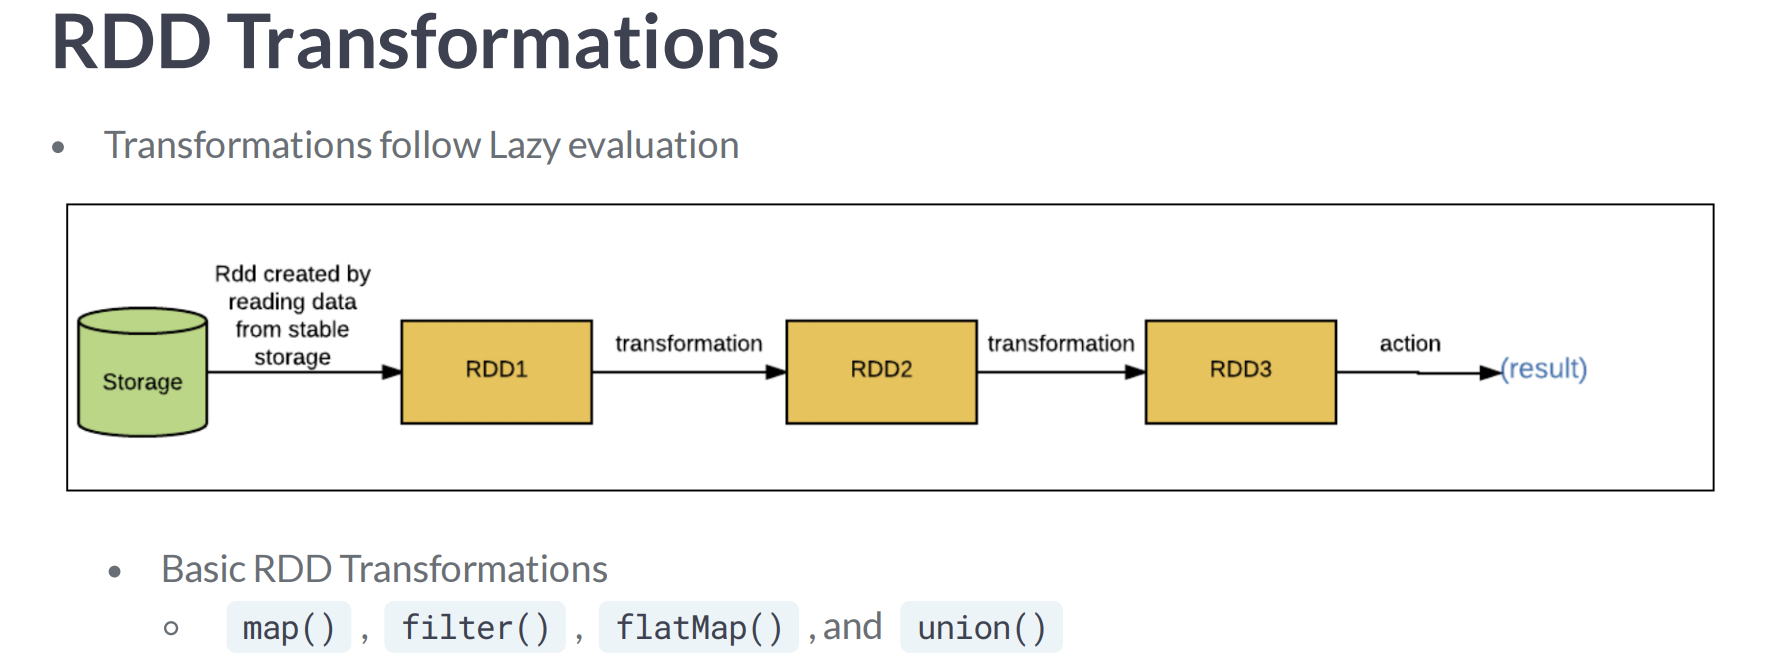 RDD Transformations
Transformations follow Lazy evaluation
Rdd created by
reading data
from stable
storage
Storage
RDD1
transformation
RDD2
transformation
RDD3
action
(result)
Basic RDD Transformations
map() , filter() , flatMap() , and union()